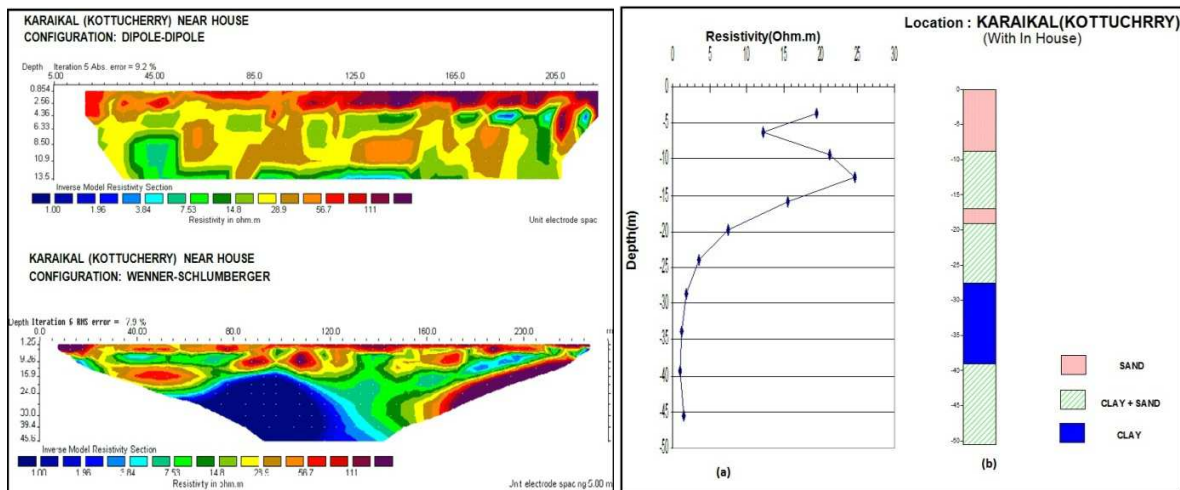 KARAIKAL (KOTTUCHERRY) NEAR HOUSE
CONFIGURATION: DIPOLE-DIPOLE
Depth Iteration 5 Abs. error = 9.2 %
5.00 45.00 85.0 125.0 165.0 205.0
0.854
2.56
4.36
6.33
8.50
10.9
13.5
Inverse Model Resistivity Section
1.00 1.96 3.84 7.53 14.8 28.9 56.7 111
Resistivity in ohm.m Unit electrode spac
KARAIKAL (KOTTUCHERRY) NEAR HOUSE
CONFIGURATION: WENNER-SCHLUMBERGER
Depth Iteration 6 RMS error = 7.9 %
0.0 40.00 80.0 120.0 160.0 200.0 m
1.25
9.26
16.9
24.0
33.0
39.4
45.6
Inverse Model Resistivity Section
1.00 1.96 3.84 7.53 14.8 56.7 111
Resistivity in ohm.m Unit electrode spacing 5.00 m
Location : KARAIKAL(KOTTUCHRRY)
(With In House)
Resistivity(Ohm.m)
0 5 10 15 20 25 30
0
-5
-10
-15
-20
-25
-30
-35
-40
-45
-50
Depth(m)
(a)
0
-5
-10
-15
-20
-25
-30
-35
-40
-45
-50
(b)
SAND
CLAY + SAND
CLAY